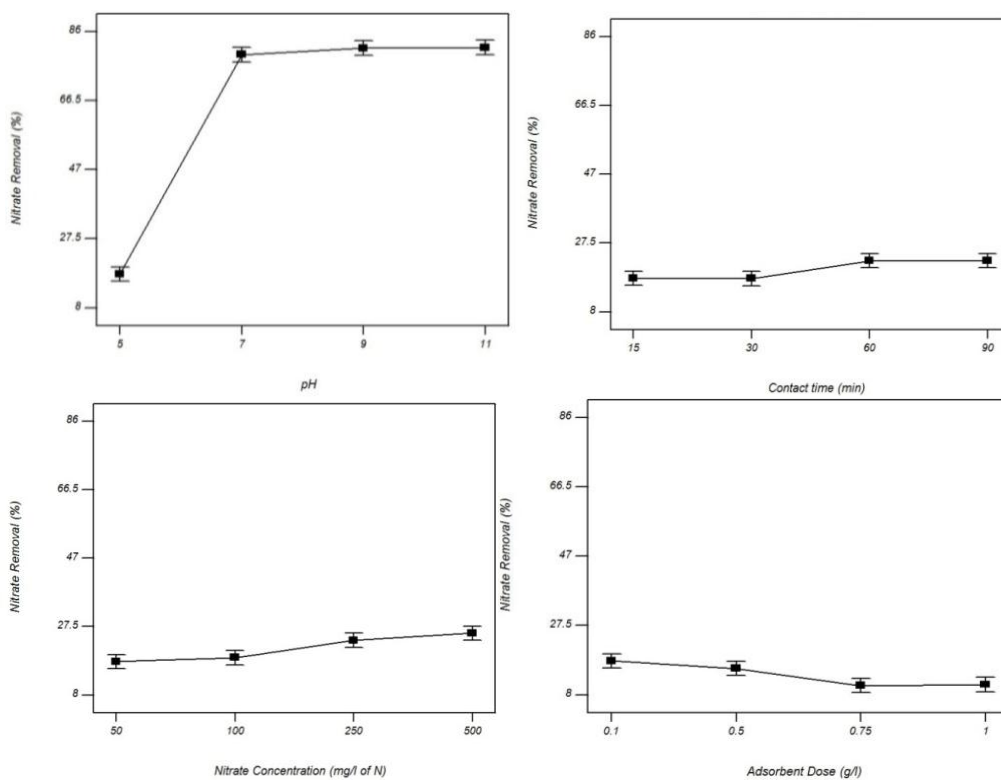 Nitrate Removal (%)
86
66.5
47
27.5
8
5 7 9 11
pH
Nitrate Removal (%)
86
66.5
47
27.5
8
15 30 60 90
Contact time (min)
Nitrate Removal (%)
86
66.5
47
27.5
8
50 100 250 500
Nitrate Concentration (mg/l of N)
Nitrate Removal (%)
86
66.5
47
27.5
8
0.1 0.5 0.75 1
Adsorbent Dose (g/l)